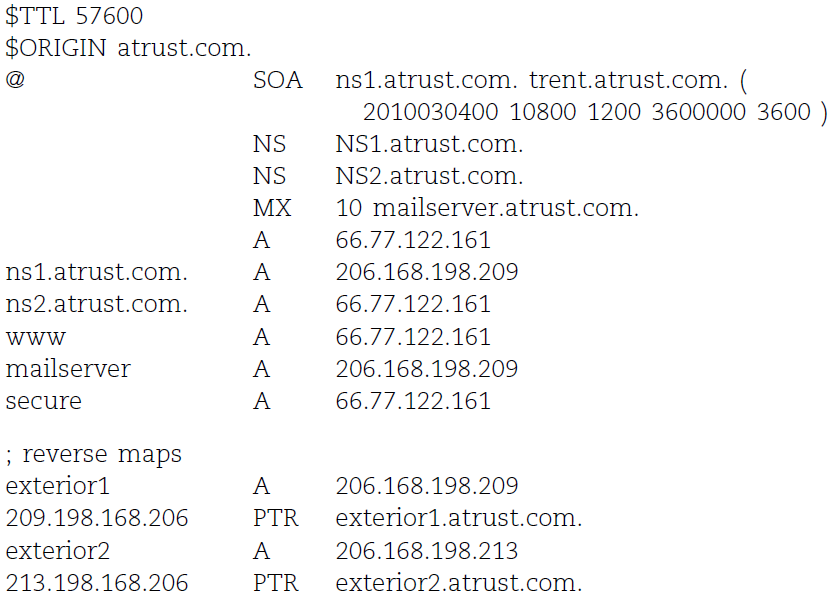 $TTL 57600
$ORIGIN atrust.com.
@ SOA ns1.atrust.com. trent.atrust.com. (
2010030400 10800 1200 3600000 3600 )
NS NS1.atrust.com.
NS NS2.atrust.com.
MX 10 mailserver.atrust.com.
A 66.77.122.161
ns1.atrust.com. A 206.168.198.209
ns2.atrust.com. A 66.77.122.161
www A 66.77.122.161
mailserver A 206.168.198.209
secure A 66.77.122.161
; reverse maps
exterior1 A 206.168.198.209
209.198.168.206 PTR exterior1.atrust.com.
exterior2 A 206.168.198.213
213.198.168.206 PTR exterior2.atrust.com.